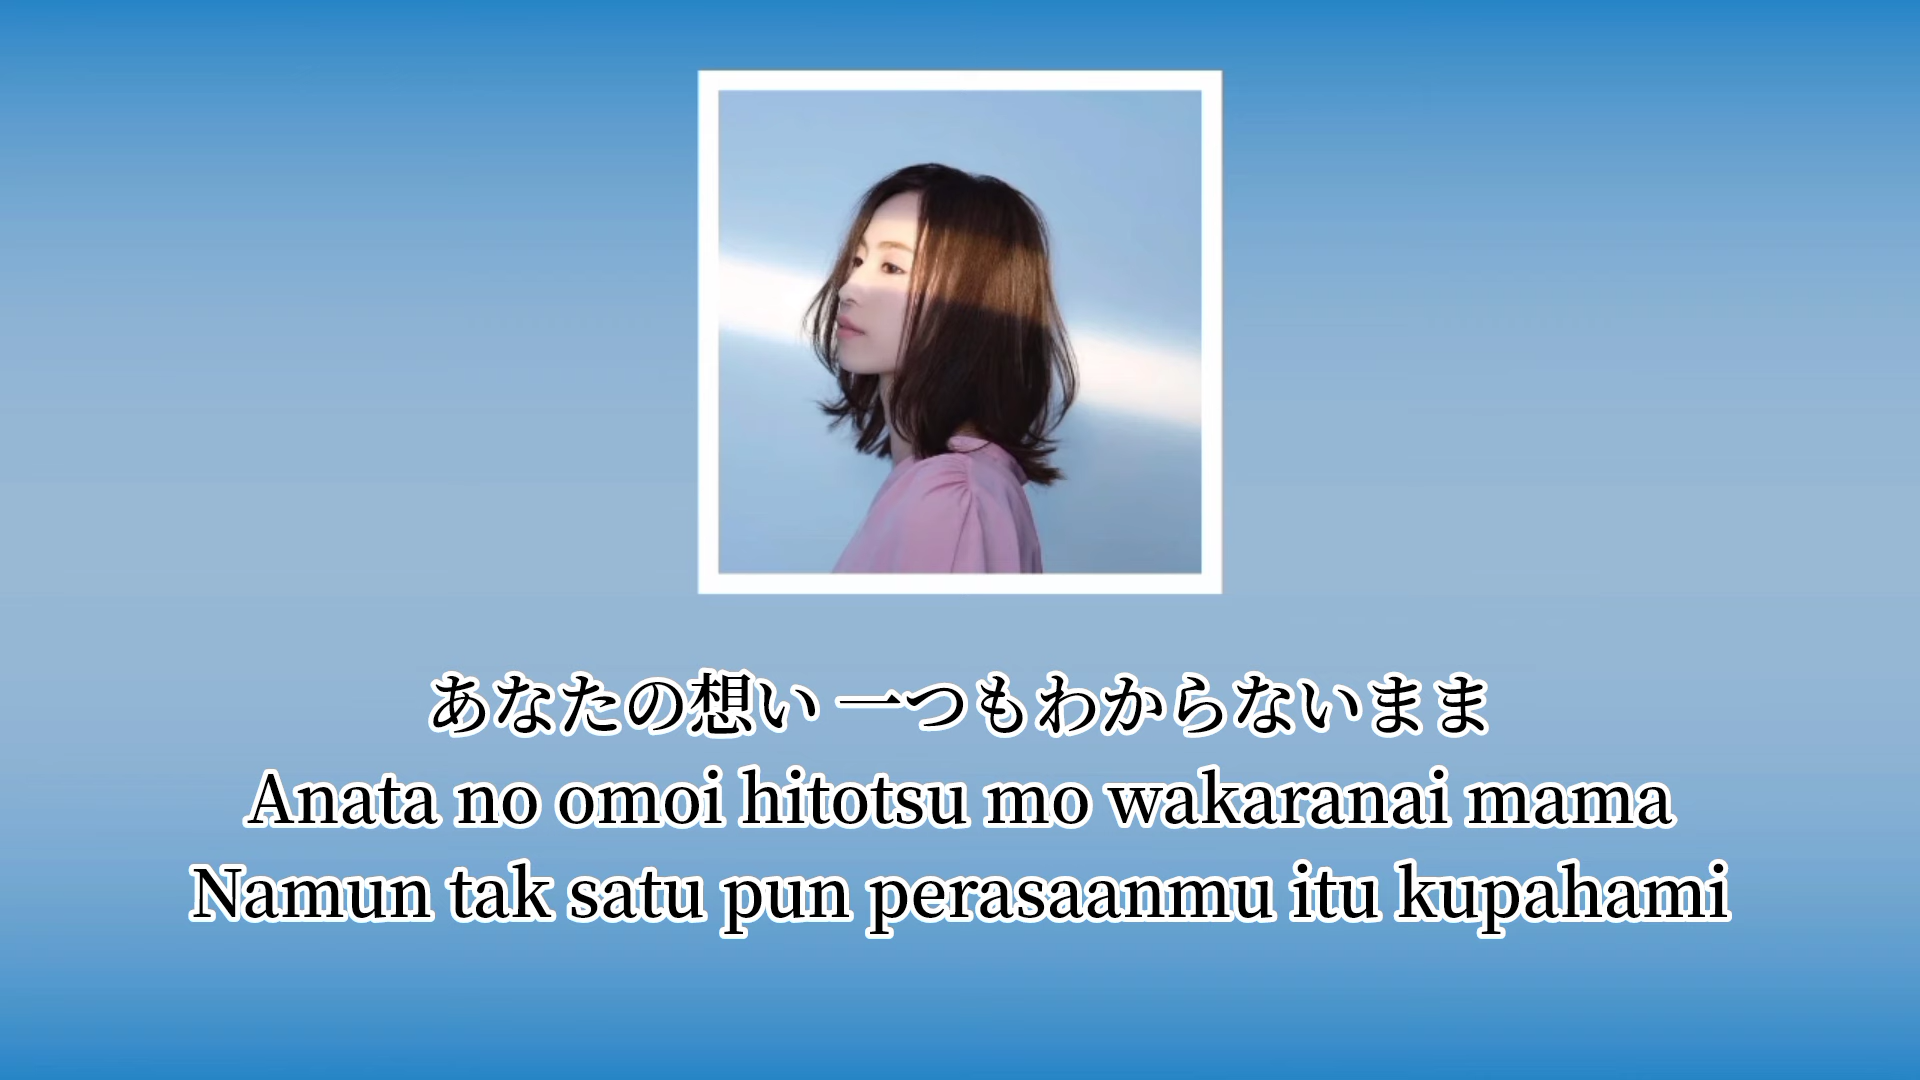 あなたの想い 一つもわからないまま
Anata no omoi hitotsu mo wakaranai mama
Namun tak satu pun perasaanmu itu kupahami